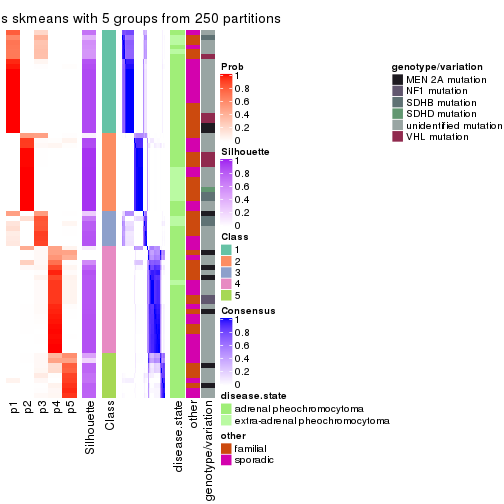 s skmeans with 5 groups from 250 partitions
Prob
1
0.8
0.6
0.4
0.2
0
Silhouette
1
0.8
0.6
0.4
0.2
0
Class
1
2
3
4
5
Consensus
1
0.8
0.6
0.4
0.2
0
disease.state
adrenal pheochromocytoma
extra-adrenal pheochromocytoma
other
familial
sporadic
genotype/variation
MEN 2A mutation
NF1 mutation
SDHB mutation
SDHD mutation
unidentified mutation
VHL mutation
p1
p2
p3
p4
p5
Silhouette
Class
disease.state
other
genotype/variation